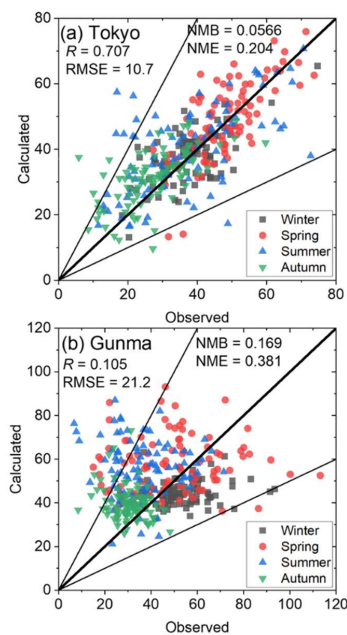 80
(a) Tokyo
NMB = 0.0566
R = 0.707
NME = 0.204
RMSE = 10.7
60
40
20
0
Calculated
Winter
Spring
Summer
Autumn
0 20 40 60 80
Observed
120
(b) Gunma
NMB = 0.169
R = 0.105
NME = 0.381
RMSE = 21.2
100
80
60
40
20
0
Calculated
Winter
Spring
Summer
Autumn
0 20 40 60 80 100 120
Observed